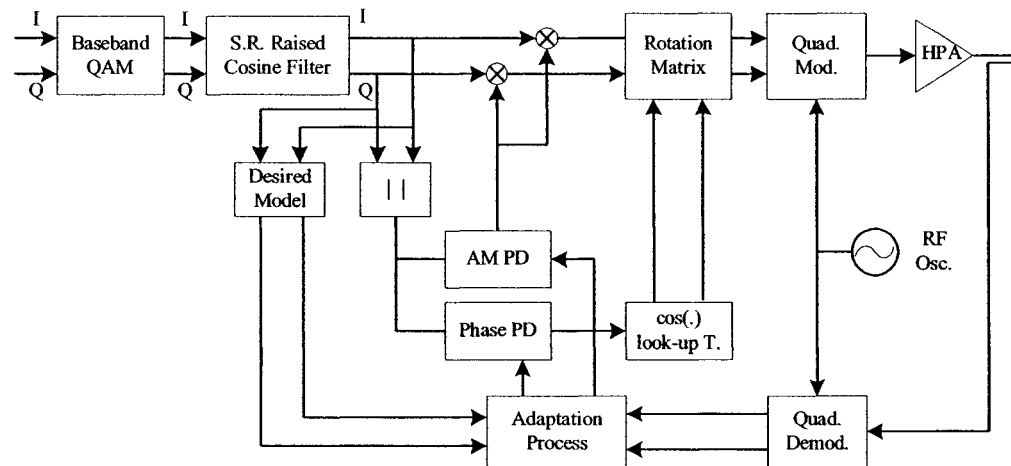 I
I
I
Baseband
QAM
S.R. Raised
Cosine Filter
Rotation
Matrix
Quad.
Mod.
HPA
Q
Q
Q
Desired
Model
| |
AM PD
RF
Osc.
Phase PD
cos(.)
look-up T.
Adaptation
Process
Quad.
Demod.